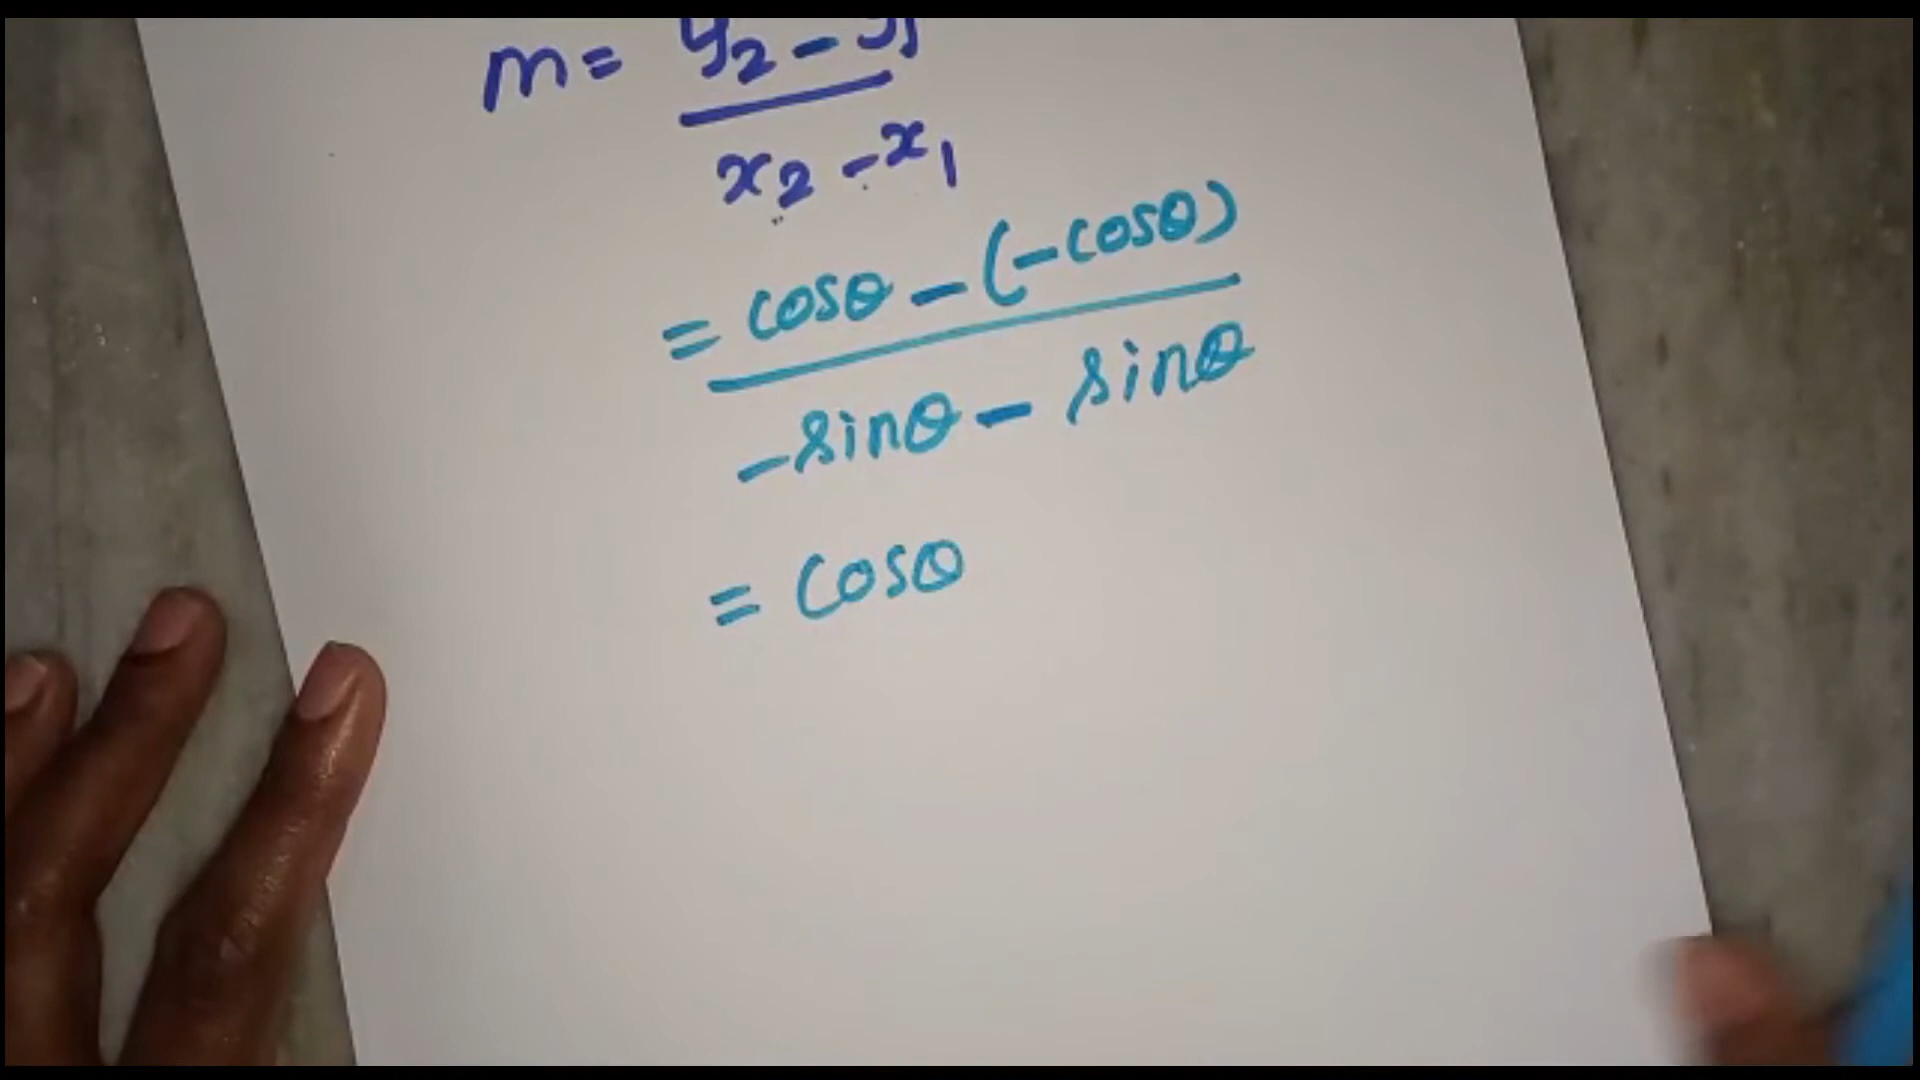 m = y₂ - y₁
x₂ - x₁
= cosθ - (-cosθ)
-sinθ - sinθ
= cosθ